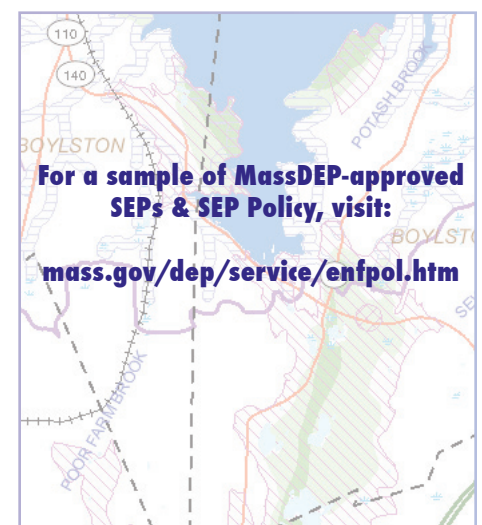 110
140
POTASH BROOK
BOYLSTON
For a sample of MassDEP-approved
SEPs & SEP Policy, visit:
BOYLST
mass.gov/dep/service/enfpol.htm
POOR FARM BROOK